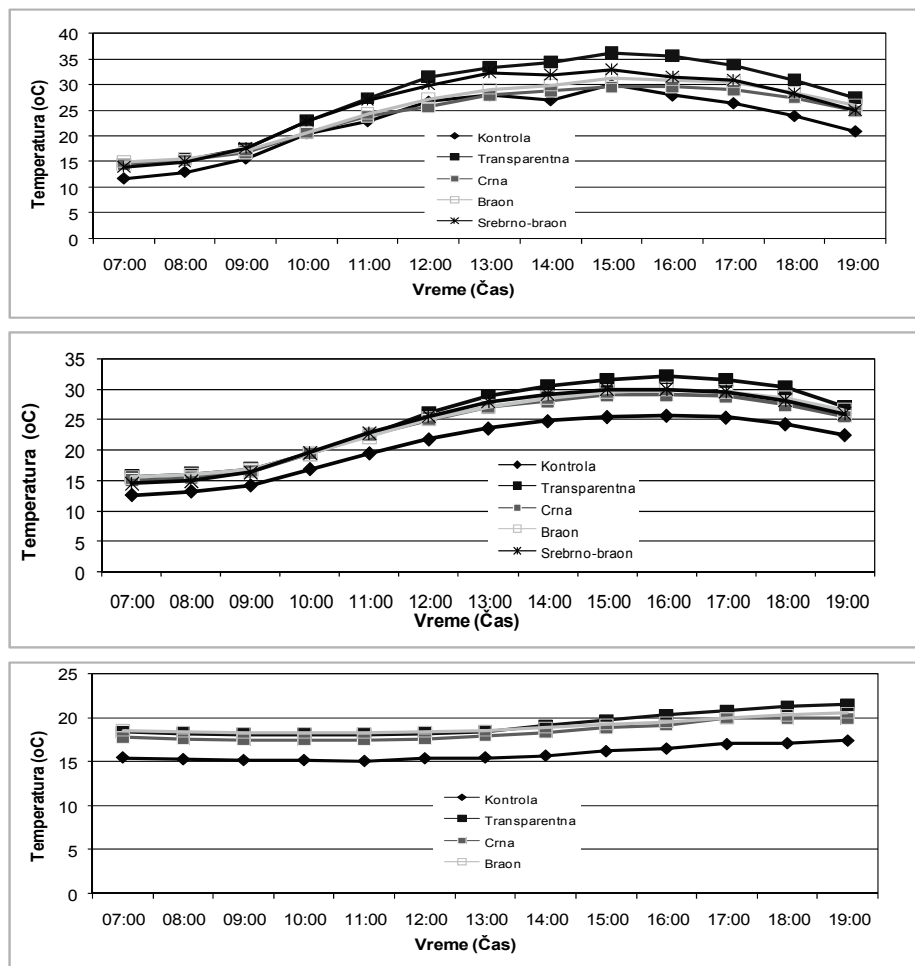 40
35
30
25
20
15
10
5
0
Temperatura (oC)
Kontrola
Transparentna
Crna
Braon
Srebrno-braon
07:00 08:00 09:00 10:00 11:00 12:00 13:00 14:00 15:00 16:00 17:00 18:00 19:00
Vreme (Čas)
35
30
25
20
15
10
5
0
Temperatura (oC)
Kontrola
Transparentna
Crna
Braon
Srebrno-braon
07:00 08:00 09:00 10:00 11:00 12:00 13:00 14:00 15:00 16:00 17:00 18:00 19:00
Vreme (Čas)
25
20
15
10
5
0
Temperatura (oC)
Kontrola
Transparentna
Crna
Braon
07:00 08:00 09:00 10:00 11:00 12:00 13:00 14:00 15:00 16:00 17:00 18:00 19:00
Vreme (Čas)